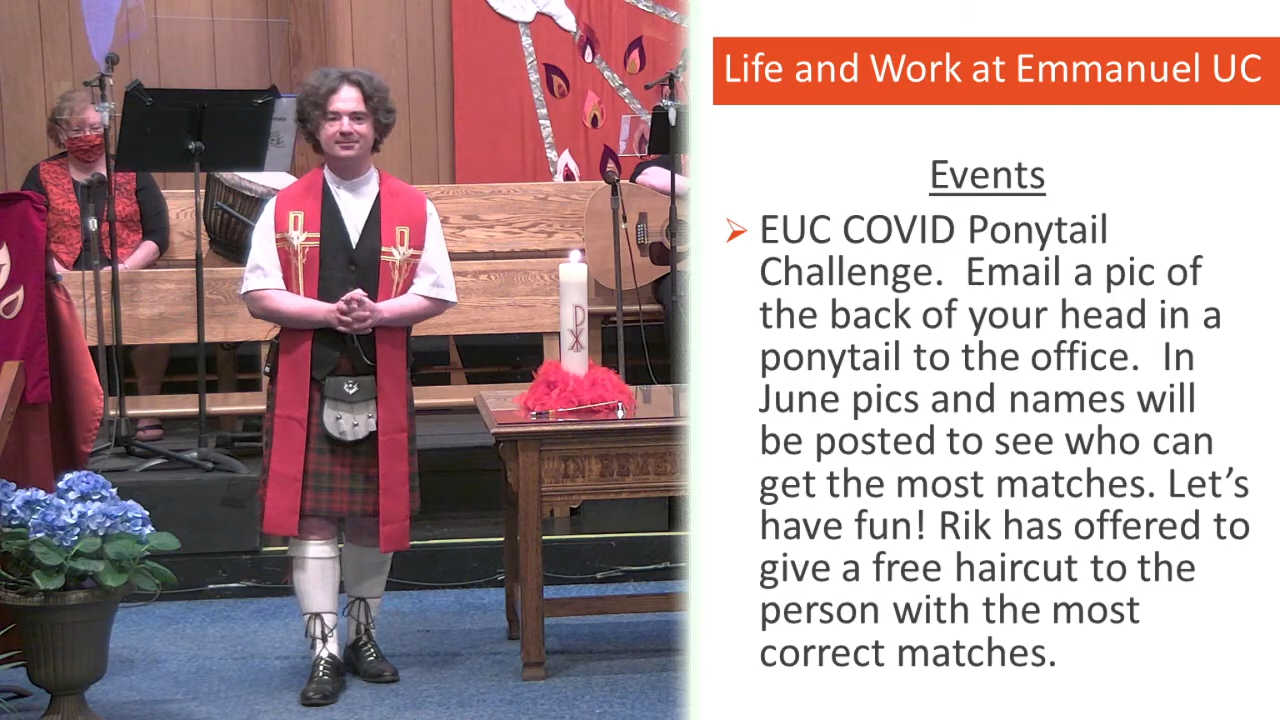 Life and Work at Emmanuel UC
Events
EUC COVID Ponytail
Challenge.  Email a pic of
the back of your head in a
ponytail to the office.  In
June pics and names will
be posted to see who can
get the most matches. Let’s
have fun! Rik has offered to
give a free haircut to the
person with the most
correct matches.